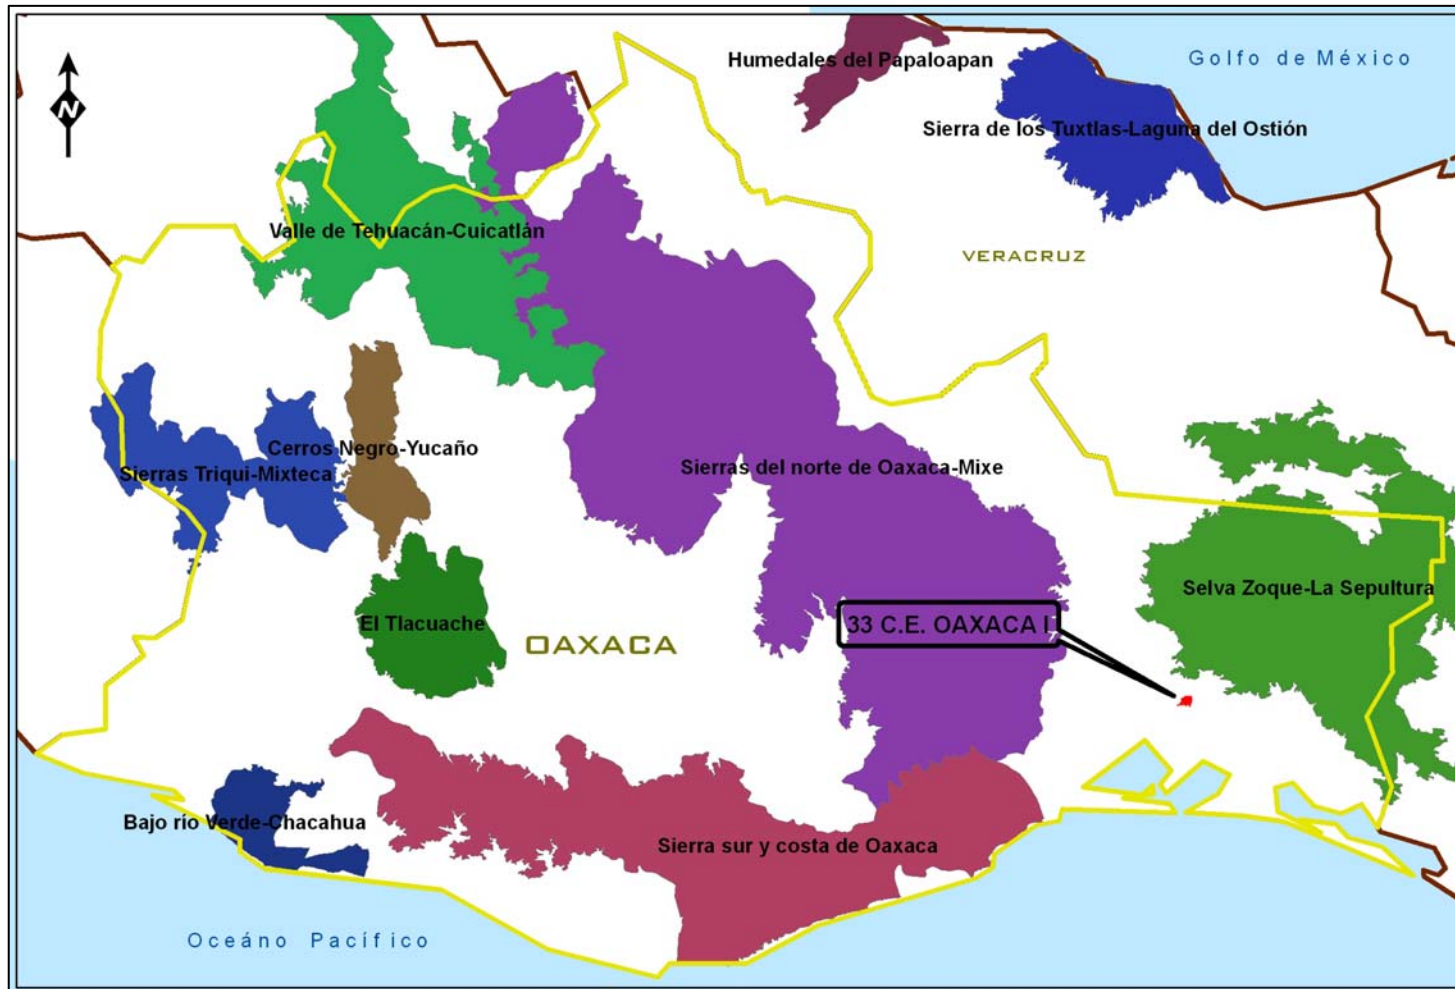 Humedales del Papaloapan
Golfo de México
N
Sierra de los Tuxtlas-Laguna del Ostión
Valle de Tehuacán-Cuicatlán
VERACRUZ
Cerros Negro-Yucaño
Sierras Triqui-Mixteca
Sierras del norte de Oaxaca-Mixe
Selva Zoque-La Sepultura
El Tlacuache
33 C.E. OAXACA I
OAXACA
Bajo río Verde-Chacahua
Sierra sur y costa de Oaxaca
Oceáno Pacífico